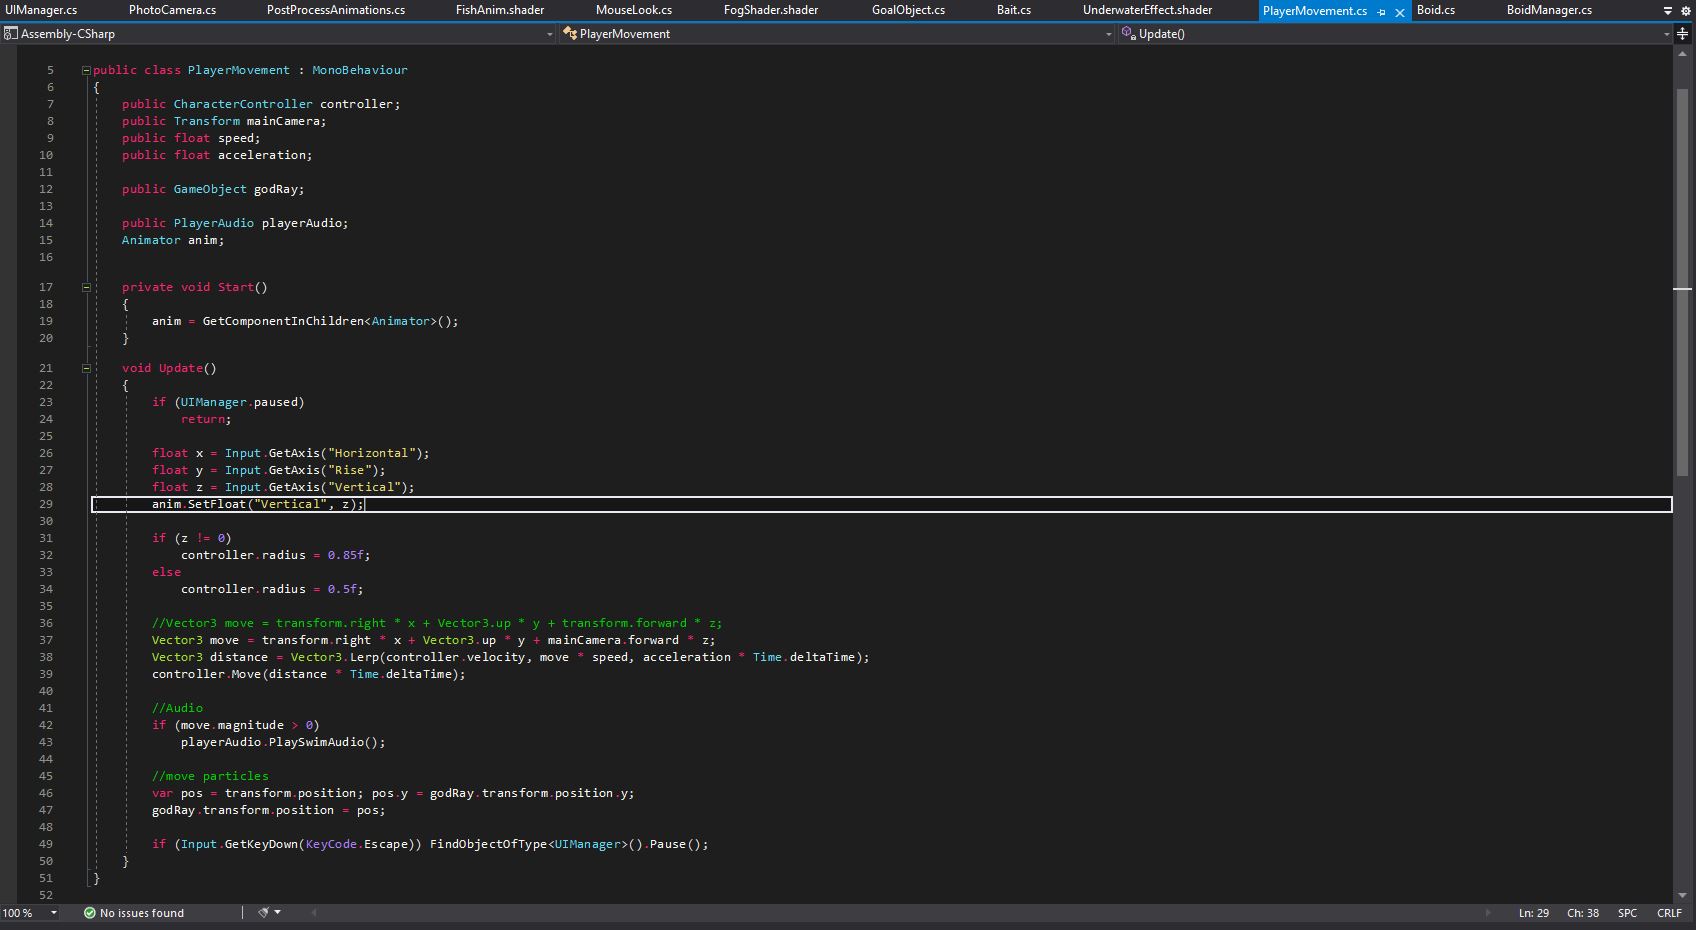 UIManager.cs PhotoCamera.cs PostProcessAnimations.cs FishAnim.shader MouseLook.cs FogShader.shader GoalObject.cs Bait.cs UnderwaterEffect.shader PlayerMovement.cs Boid.cs BoidManager.cs
Assembly-CSharp PlayerMovement Update()
5 public class PlayerMovement : MonoBehaviour
6 {
7 public CharacterController controller;
8 public Transform mainCamera;
9 public float speed;
10 public float acceleration;
11
12 public GameObject godRay;
13
14 public PlayerAudio playerAudio;
15 Animator anim;
16
17 private void Start()
18 {
19 anim = GetComponentInChildren<Animator>();
20 }
21 void Update()
22 {
23 if (UIManager.paused)
24 return;
25
26 float x = Input.GetAxis("Horizontal");
27 float y = Input.GetAxis("Rise");
28 float z = Input.GetAxis("Vertical");
29 anim.SetFloat("Vertical", z);
30
31 if (z != 0)
32 controller.radius = 0.85f;
33 else
34 controller.radius = 0.5f;
35
36 //Vector3 move = transform.right * x + Vector3.up * y + transform.forward * z;
37 Vector3 move = transform.right * x + Vector3.up * y + mainCamera.forward * z;
38 Vector3 distance = Vector3.Lerp(controller.velocity, move * speed, acceleration * Time.deltaTime);
39 controller.Move(distance * Time.deltaTime);
40
41 //Audio
42 if (move.magnitude > 0)
43 playerAudio.PlaySwimAudio();
44
45 //move particles
46 var pos = transform.position; pos.y = godRay.transform.position.y;
47 godRay.transform.position = pos;
48
49 if (Input.GetKeyDown(KeyCode.Escape)) FindObjectOfType<UIManager>().Pause();
50 }
51 }
52
100 % No issues found Ln: 29 Ch: 38 SPC CRLF